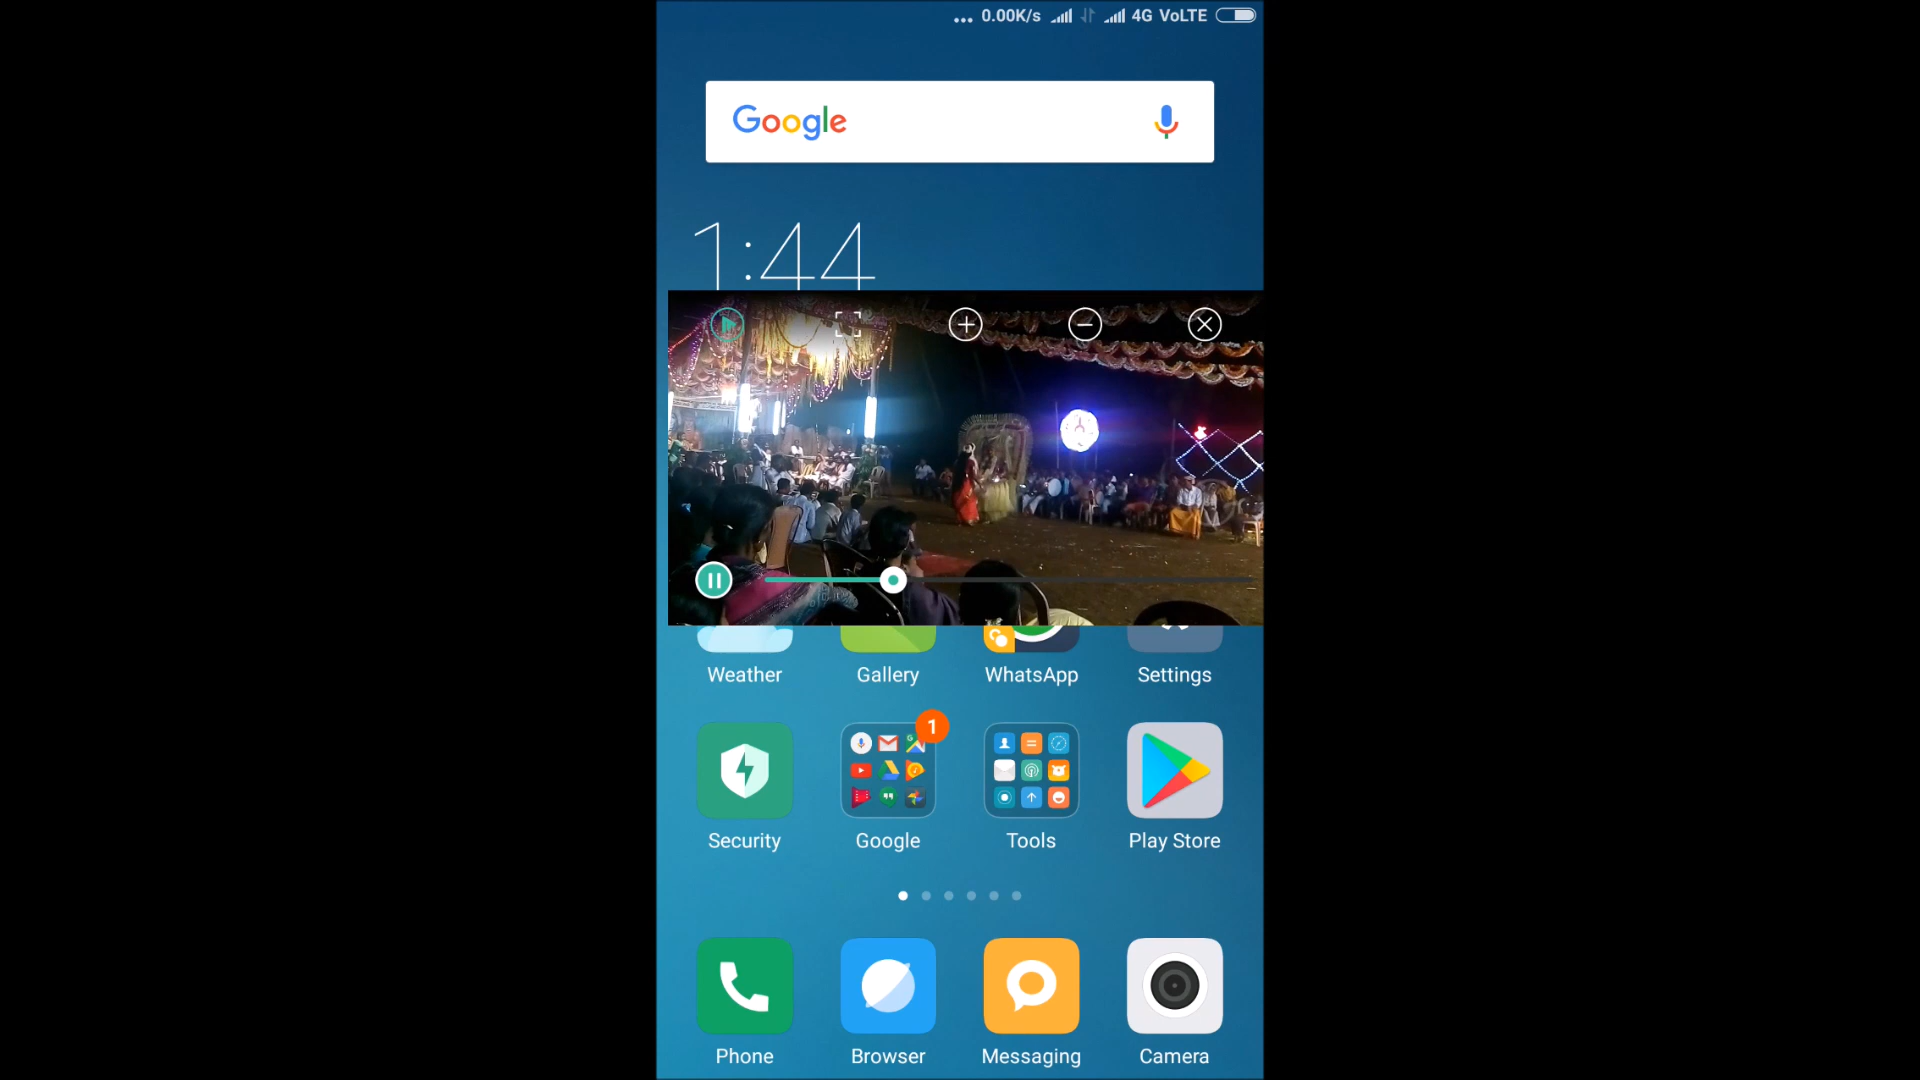 ... 0.00K/s 4G VoLTE
Google
1:44
Weather Gallery WhatsApp Settings
1
Security Google Tools Play Store
Phone Browser Messaging Camera